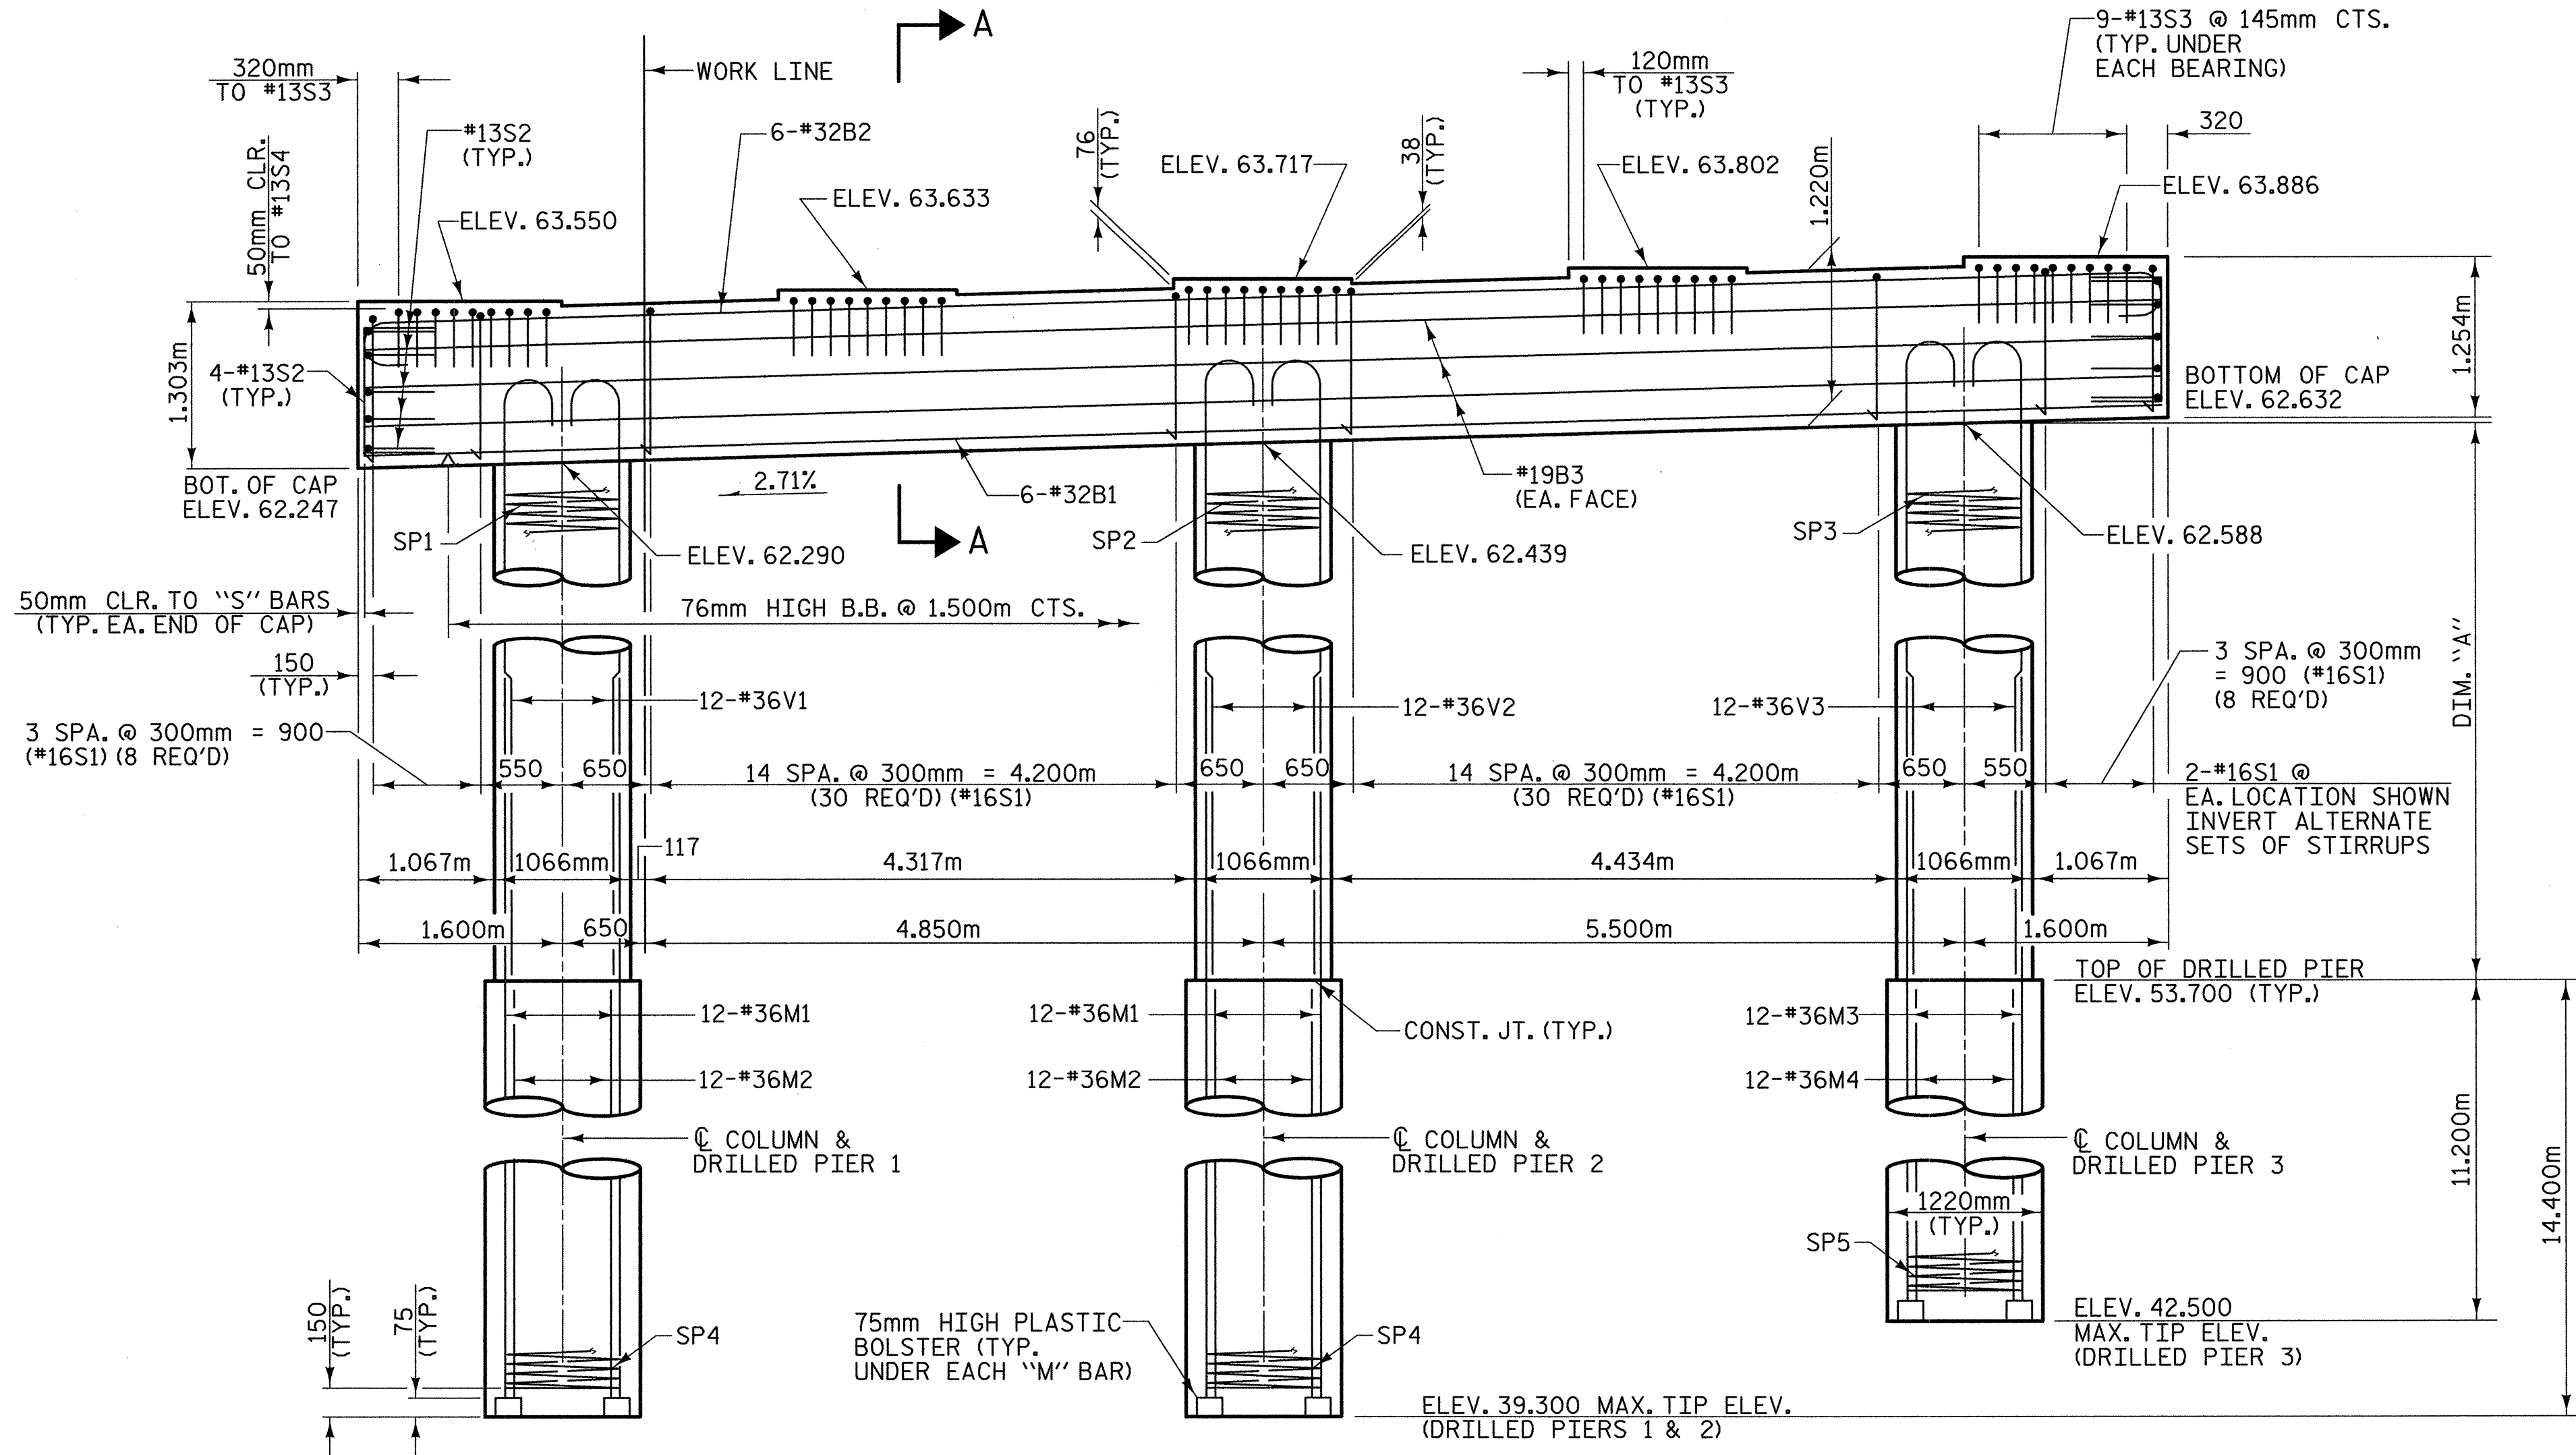 A
9-#13S3 @ 145mm CTS.
(TYP. UNDER
EACH BEARING)
320mm
TO #13S3
WORK LINE
120mm
TO #13S3
(TYP.)
#13S2
(TYP.)
6-#32B2
76
(TYP.)
38
(TYP.)
320
50mm CLR.
TO #13S4
ELEV. 63.717
ELEV. 63.802
1.220m
ELEV. 63.886
ELEV. 63.633
ELEV. 63.550
1.303m
4-#13S2
(TYP.)
1.254m
BOTTOM OF CAP
ELEV. 62.632
BOT. OF CAP
ELEV. 62.247
2.71%
6-#32B1
#19B3
(EA. FACE)
SP1
A
SP2
SP3
ELEV. 62.290
ELEV. 62.439
ELEV. 62.588
50mm CLR. TO "S" BARS
(TYP. EA. END OF CAP)
76mm HIGH B.B. @ 1.500m CTS.
150
(TYP.)
3 SPA. @ 300mm
= 900 (#16S1)
(8 REQ'D)
DIM. "A"
12-#36V1
12-#36V2
12-#36V3
3 SPA. @ 300mm = 900
(#16S1) (8 REQ'D)
550
650
14 SPA. @ 300mm = 4.200m
(30 REQ'D) (#16S1)
650
650
14 SPA. @ 300mm = 4.200m
(30 REQ'D) (#16S1)
650
550
2-#16S1 @
EA. LOCATION SHOWN
INVERT ALTERNATE
SETS OF STIRRUPS
117
1.067m
1066mm
4.317m
1066mm
4.434m
1066mm
1.067m
1.600m
650
4.850m
5.500m
1.600m
TOP OF DRILLED PIER
ELEV. 53.700 (TYP.)
12-#36M1
12-#36M1
CONST. JT. (TYP.)
12-#36M3
12-#36M2
12-#36M2
12-#36M4
℄ COLUMN &
DRILLED PIER 1
℄ COLUMN &
DRILLED PIER 2
℄ COLUMN &
DRILLED PIER 3
11.200m
14.400m
1220mm
(TYP.)
SP5
150
(TYP.)
75
(TYP.)
SP4
75mm HIGH PLASTIC
BOLSTER (TYP.
UNDER EACH "M" BAR)
SP4
ELEV. 42.500
MAX. TIP ELEV.
(DRILLED PIER 3)
ELEV. 39.300 MAX. TIP ELEV.
(DRILLED PIERS 1 & 2)